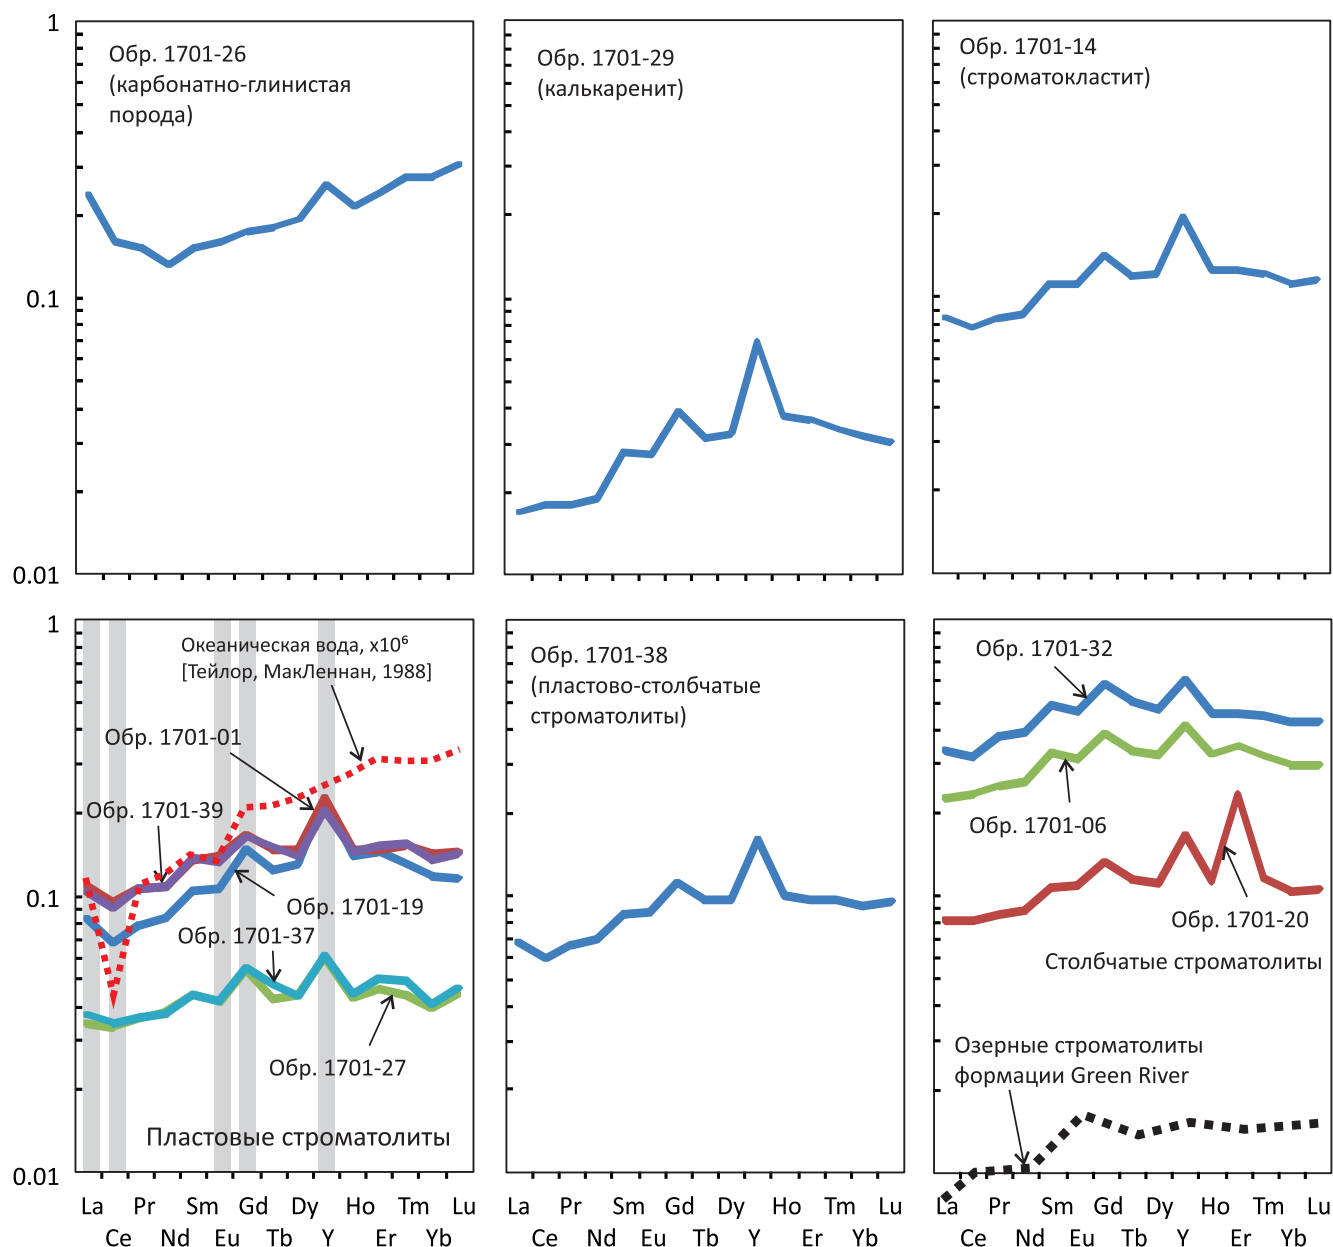 1
0.1
0.01
Обр. 1701-26
(карбонатно-глинистая
порода)
Обр. 1701-29
(калькаренит)
Обр. 1701-14
(строматокластит)
1
0.1
0.01
Океаническая вода, x10⁶
[Тейлор, МакЛеннан, 1988]
Обр. 1701-01
Обр. 1701-39
Обр. 1701-19
Обр. 1701-37
Обр. 1701-27
Пластовые строматолиты
Обр. 1701-38
(пластово-столбчатые
строматолиты)
Обр. 1701-32
Обр. 1701-06
Обр. 1701-20
Столбчатые строматолиты
Озерные строматолиты
формации Green River
La Pr Sm Gd Dy Ho Tm Lu
Ce Nd Eu Tb Y Er Yb
La Pr Sm Gd Dy Ho Tm Lu
Ce Nd Eu Tb Y Er Yb
La Pr Sm Gd Dy Ho Tm Lu
Ce Nd Eu Tb Y Er Yb